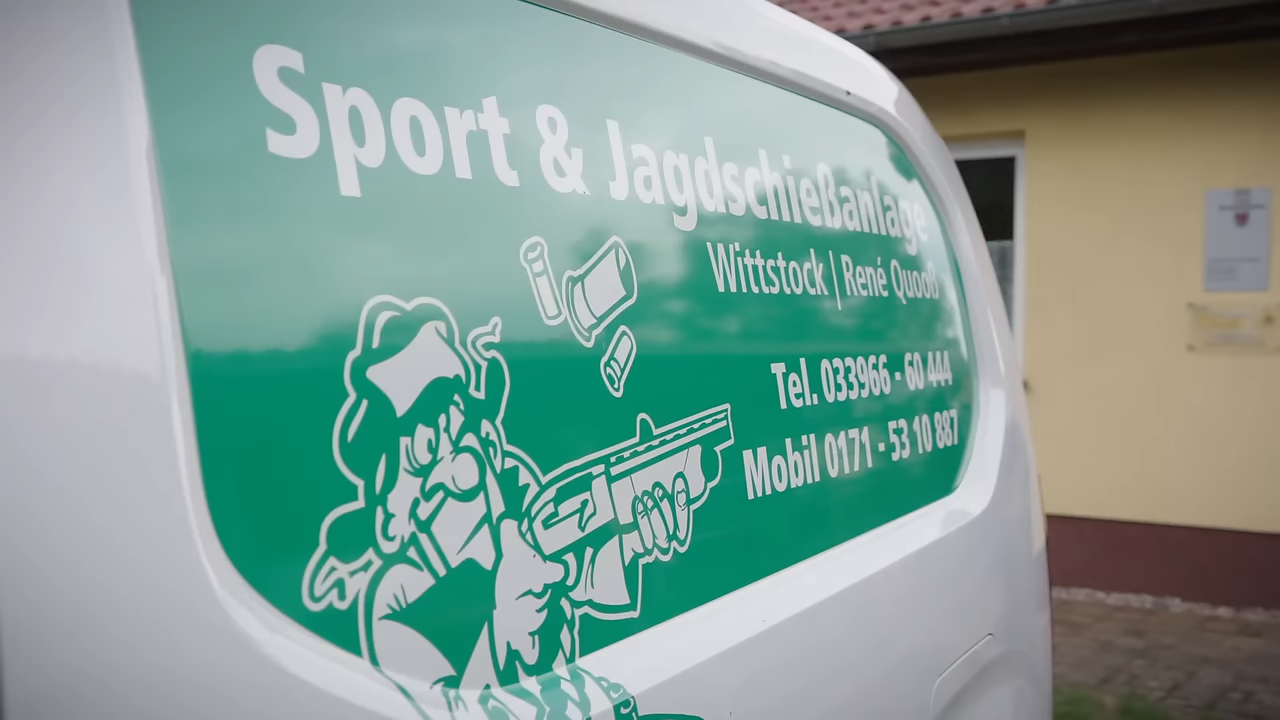 Sport & Jagdschießanlage
Wittstock | René Quooß
Tel. 033966 - 60 444
Mobil 0171 - 53 10 887